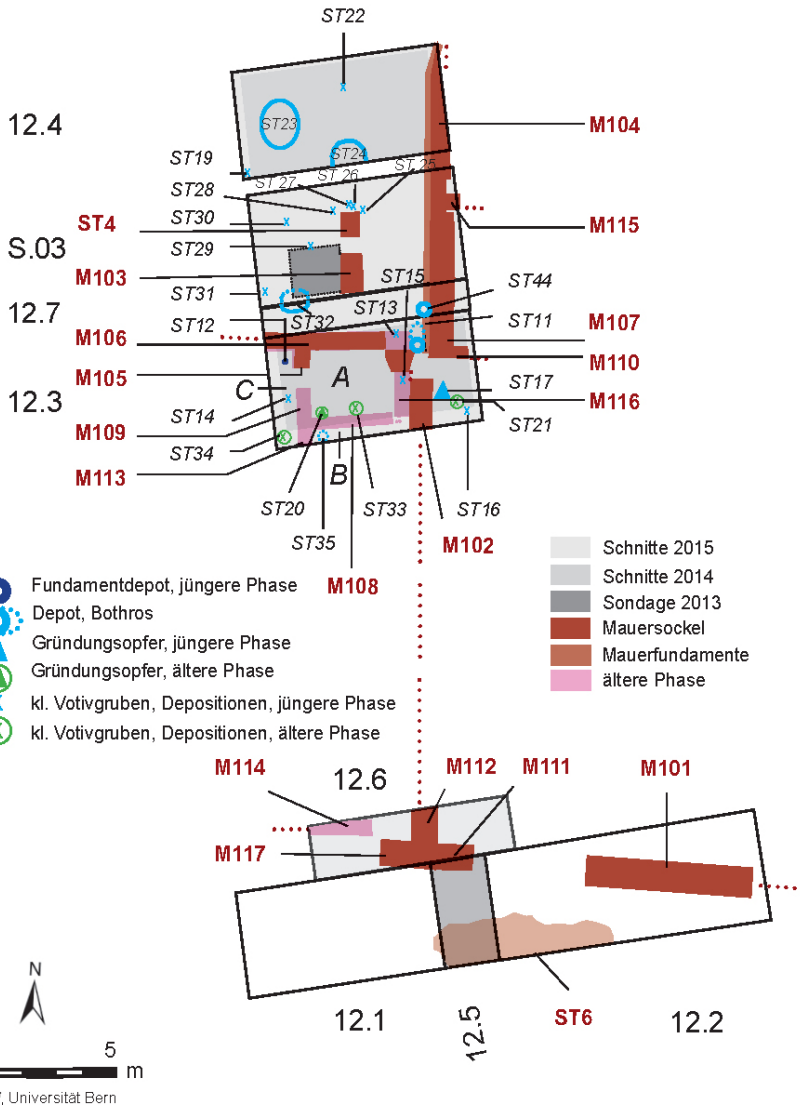 ST22
12.4
ST23
M104
ST19
ST24
ST 27
ST 26
ST 25
ST28
ST4
ST30
M115
S.03
ST29
M103
ST15
ST44
ST31
ST13
12.7
ST12
ST32
ST11
M107
M106
M110
M105
A
C
ST17
12.3
ST14
M116
M109
ST21
ST34
M113
B
ST20
ST33
ST16
ST35
M102
M108
Schnitte 2015
Schnitte 2014
Sondage 2013
Mauersockel
Mauerfundamente
ältere Phase
Fundamentdepot, jüngere Phase
Depot, Bothros
Gründungsopfer, jüngere Phase
Gründungsopfer, ältere Phase
kl. Votivgruben, Depositionen, jüngere Phase
kl. Votivgruben, Depositionen, ältere Phase
M114
12.6
M112
M111
M101
M117
N
12.1
12.5
ST6
12.2
5
m
, Universität Bern